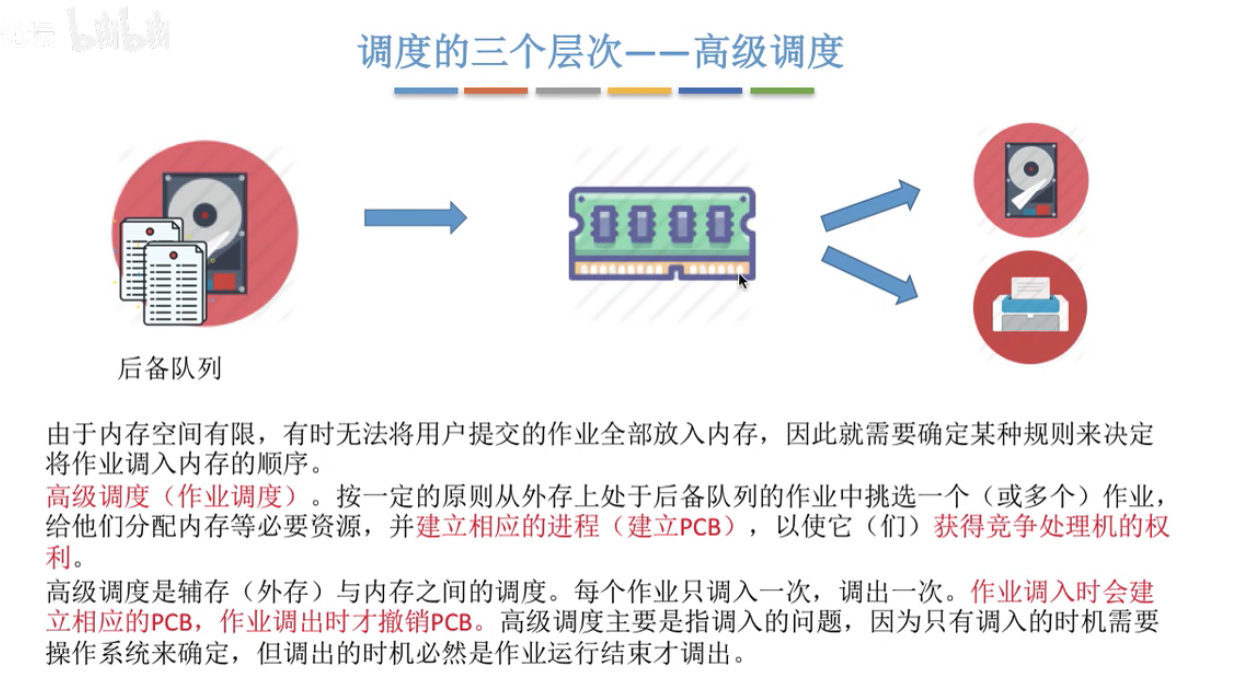 bilibili
调度的三个层次——高级调度
后备队列
由于内存空间有限，有时无法将用户提交的作业全部放入内存，因此就需要确定某种规则来决定
将作业调入内存的顺序。
高级调度（作业调度）。按一定的原则从外存上处于后备队列的作业中挑选一个（或多个）作业，
给他们分配内存等必要资源，并建立相应的进程（建立PCB），以使它（们）获得竞争处理机的权
利。
高级调度是辅存（外存）与内存之间的调度。每个作业只调入一次，调出一次。作业调入时会建
立相应的PCB，作业调出时才撤销PCB。高级调度主要是指调入的问题，因为只有调入的时机需要
操作系统来确定，但调出的时机必然是作业运行结束才调出。